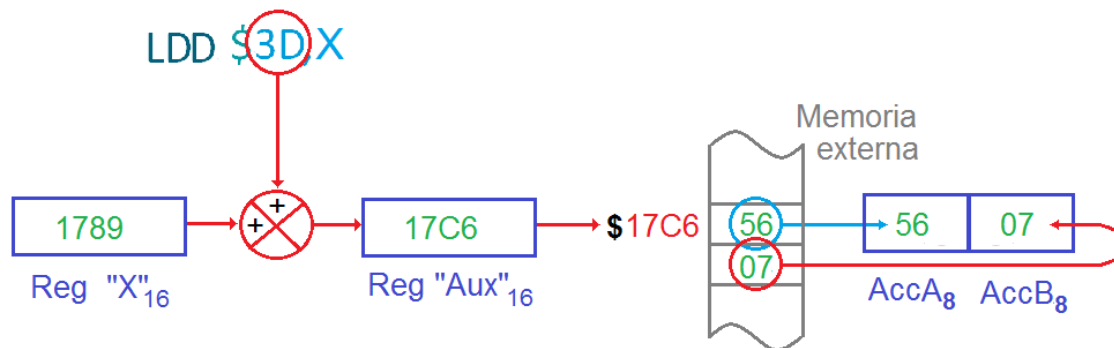 LDD $3D,X
Memoria
externa
+
+
1789
17C6
$17C6
56
56
07
07
Reg "X"16
Reg "Aux"16
AccA8
AccB8